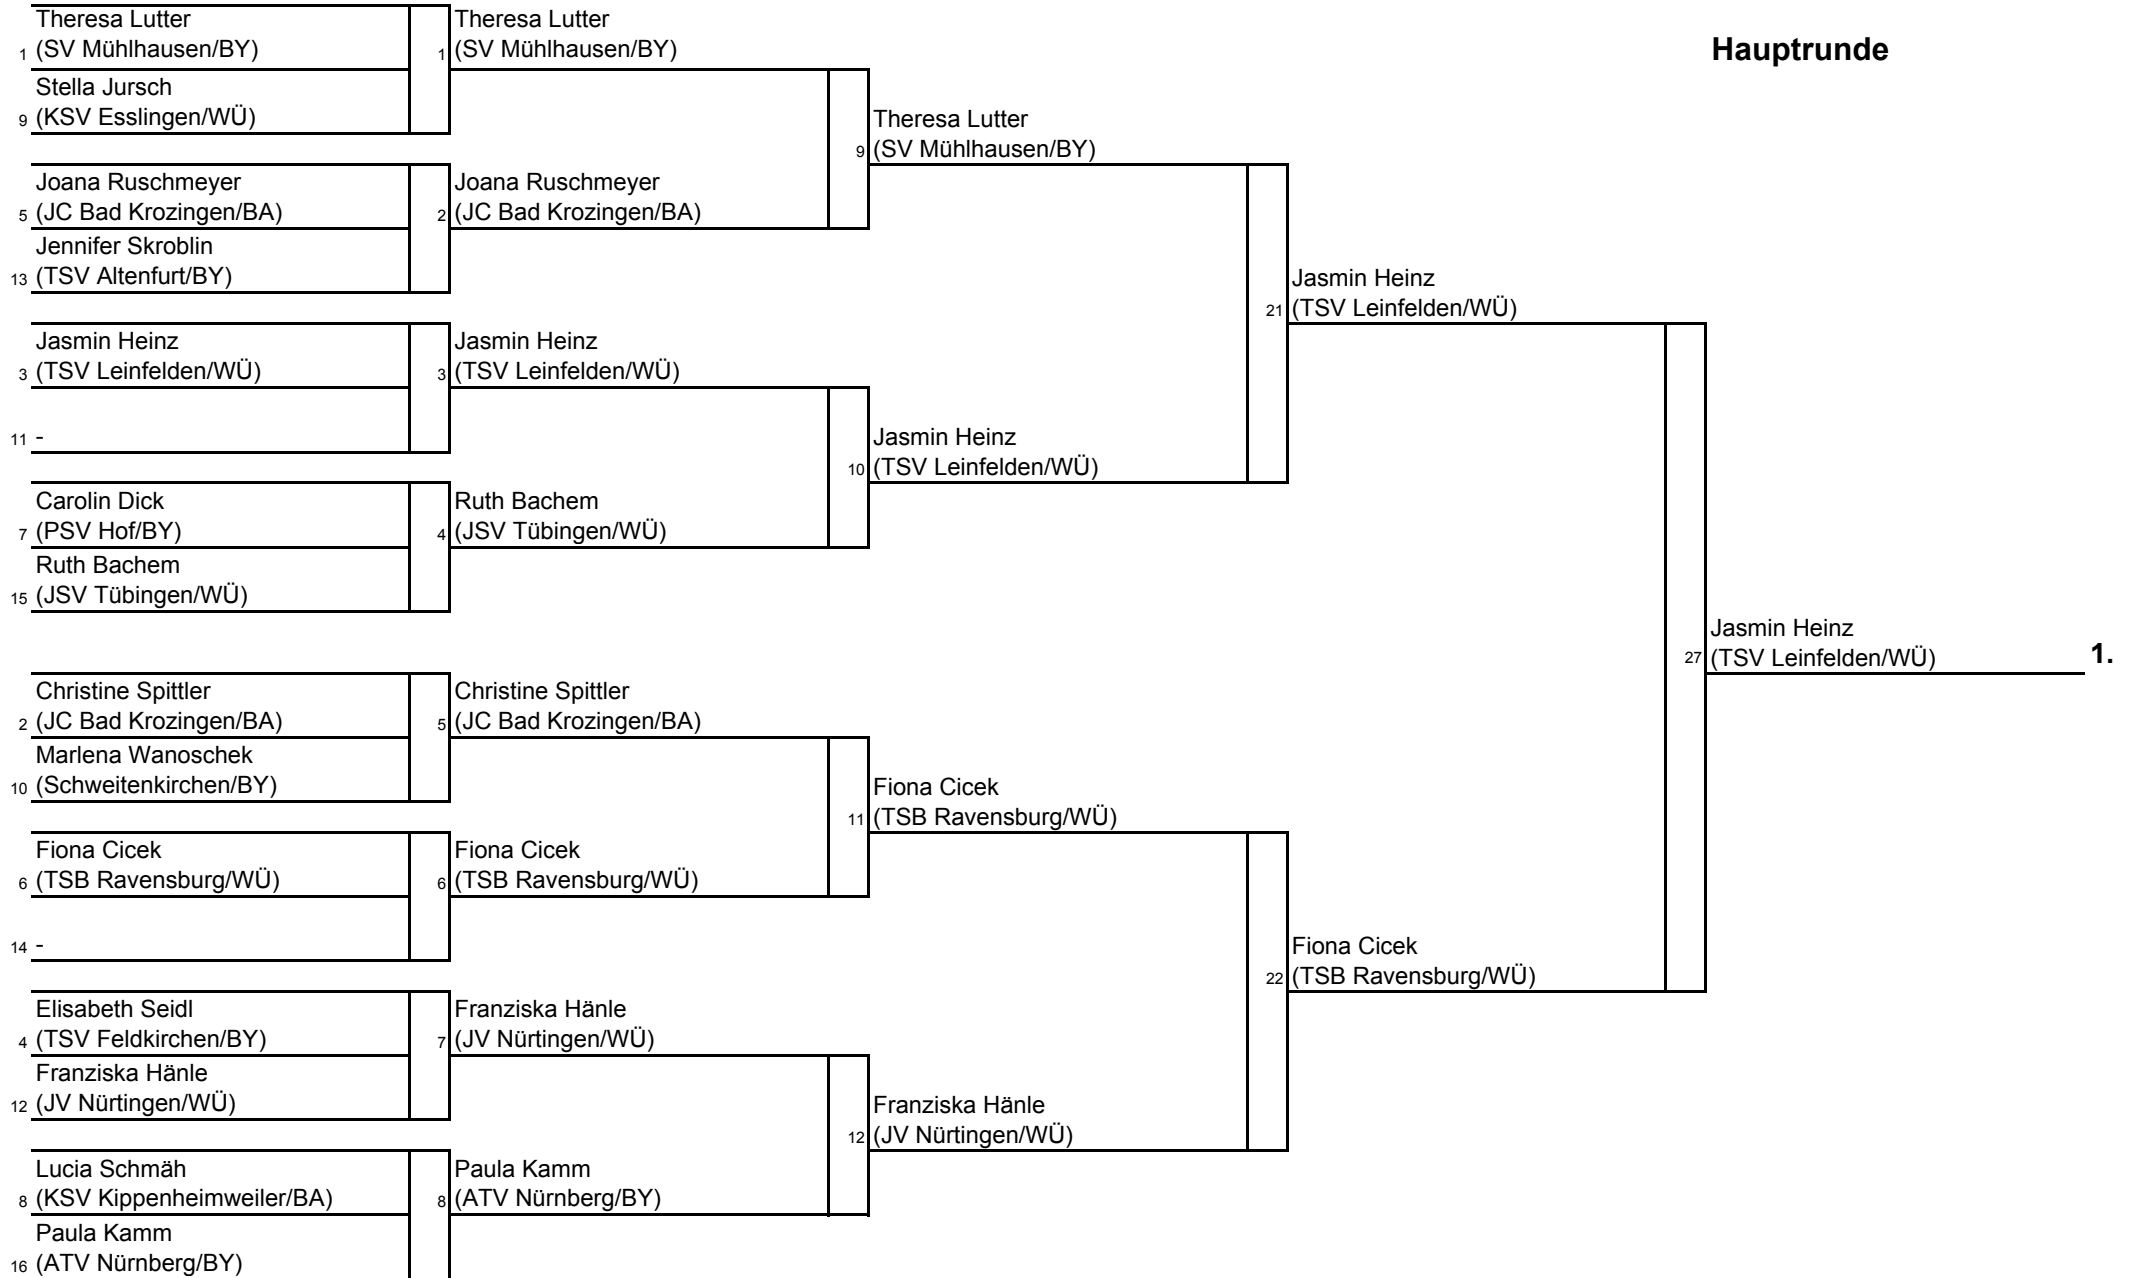 Hauptrunde
Theresa Lutter
1 (SV Mühlhausen/BY)
Stella Jursch
9 (KSV Esslingen/WÜ)
Joana Ruschmeyer
5 (JC Bad Krozingen/BA)
Jennifer Skroblin
13 (TSV Altenfurt/BY)
Jasmin Heinz
3 (TSV Leinfelden/WÜ)
11 -
Carolin Dick
7 (PSV Hof/BY)
Ruth Bachem
15 (JSV Tübingen/WÜ)
Christine Spittler
2 (JC Bad Krozingen/BA)
Marlena Wanoschek
10 (Schweitenkirchen/BY)
Fiona Cicek
6 (TSB Ravensburg/WÜ)
14 -
Elisabeth Seidl
4 (TSV Feldkirchen/BY)
Franziska Hänle
12 (JV Nürtingen/WÜ)
Lucia Schmäh
8 (KSV Kippenheimweiler/BA)
Paula Kamm
16 (ATV Nürnberg/BY)
Theresa Lutter
1 (SV Mühlhausen/BY)
Joana Ruschmeyer
2 (JC Bad Krozingen/BA)
Jasmin Heinz
3 (TSV Leinfelden/WÜ)
Ruth Bachem
4 (JSV Tübingen/WÜ)
Christine Spittler
5 (JC Bad Krozingen/BA)
Fiona Cicek
6 (TSB Ravensburg/WÜ)
Franziska Hänle
7 (JV Nürtingen/WÜ)
Paula Kamm
8 (ATV Nürnberg/BY)
Theresa Lutter
9 (SV Mühlhausen/BY)
Jasmin Heinz
10 (TSV Leinfelden/WÜ)
Fiona Cicek
11 (TSB Ravensburg/WÜ)
Franziska Hänle
12 (JV Nürtingen/WÜ)
Jasmin Heinz
21 (TSV Leinfelden/WÜ)
Fiona Cicek
22 (TSB Ravensburg/WÜ)
Jasmin Heinz
27 (TSV Leinfelden/WÜ) 1.